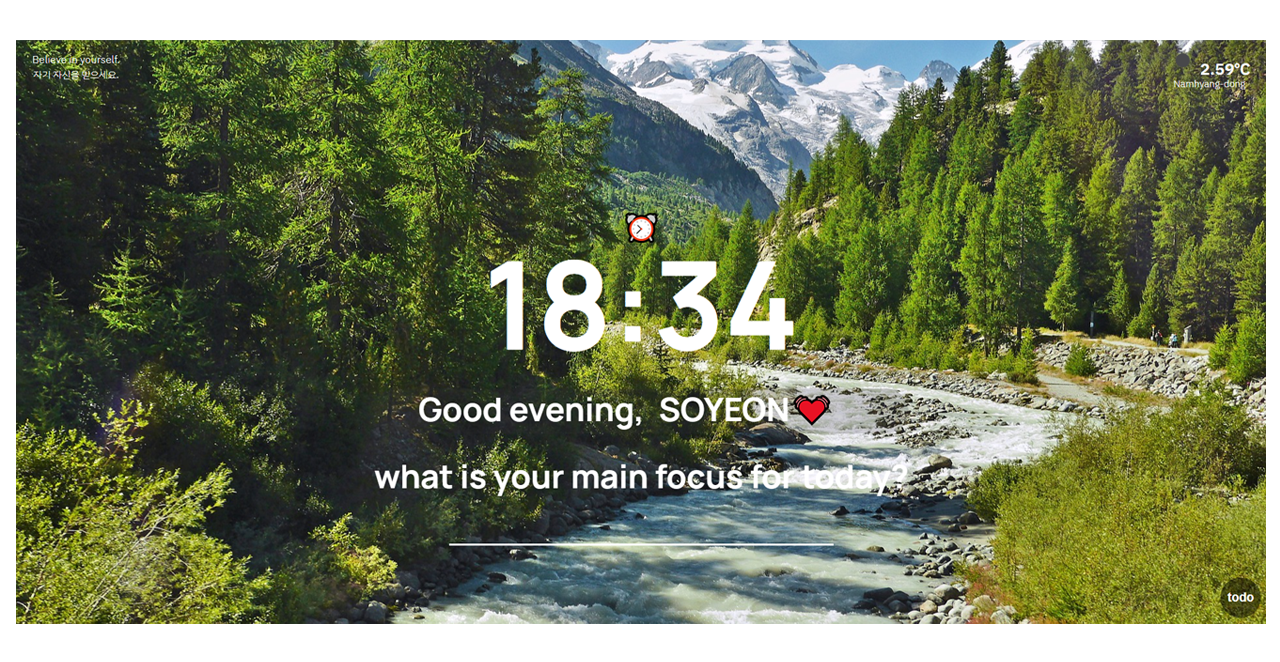 Believe in yourself.
자기 자신을 믿으세요.
2.59°C
Namhyang-dong
18:34
Good evening, SOYEON
what is your main focus for today?
todo